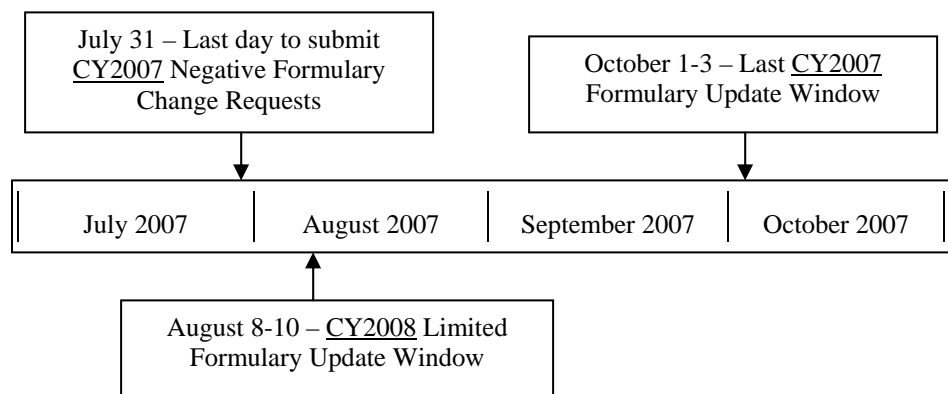 July 31 – Last day to submit
CY2007 Negative Formulary
Change Requests
October 1-3 – Last CY2007
Formulary Update Window
July 2007
August 2007
September 2007
October 2007
August 8-10 – CY2008 Limited
Formulary Update Window